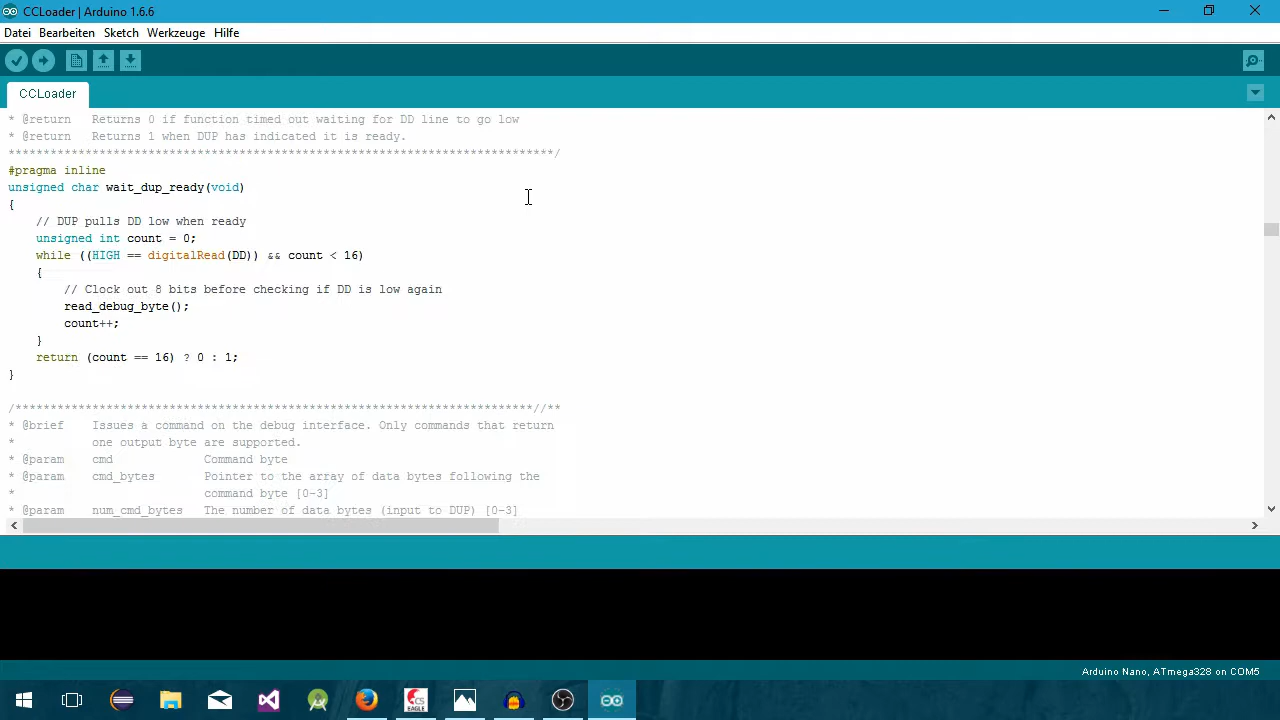 CCLoader | Arduino 1.6.6
Datei Bearbeiten Sketch Werkzeuge Hilfe
CCLoader
* @return   Returns 0 if function timed out waiting for DD line to go low
* @return   Returns 1 when DUP has indicated it is ready.
******************************************************************************/
#pragma inline
unsigned char wait_dup_ready(void)
{
    // DUP pulls DD low when ready
    unsigned int count = 0;
    while ((HIGH == digitalRead(DD)) && count < 16)
    {
        // Clock out 8 bits before checking if DD is low again
        read_debug_byte();
        count++;
    }
    return (count == 16) ? 0 : 1;
}
/**************************************************************************//**
* @brief    Issues a command on the debug interface. Only commands that return
*           one output byte are supported.
* @param    cmd             Command byte
* @param    cmd_bytes       Pointer to the array of data bytes following the
*                           command byte [0-3]
* @param    num_cmd_bytes   The number of data bytes (input to DUP) [0-3]
Arduino Nano, ATmega328 on COM5
CS
EAGLE